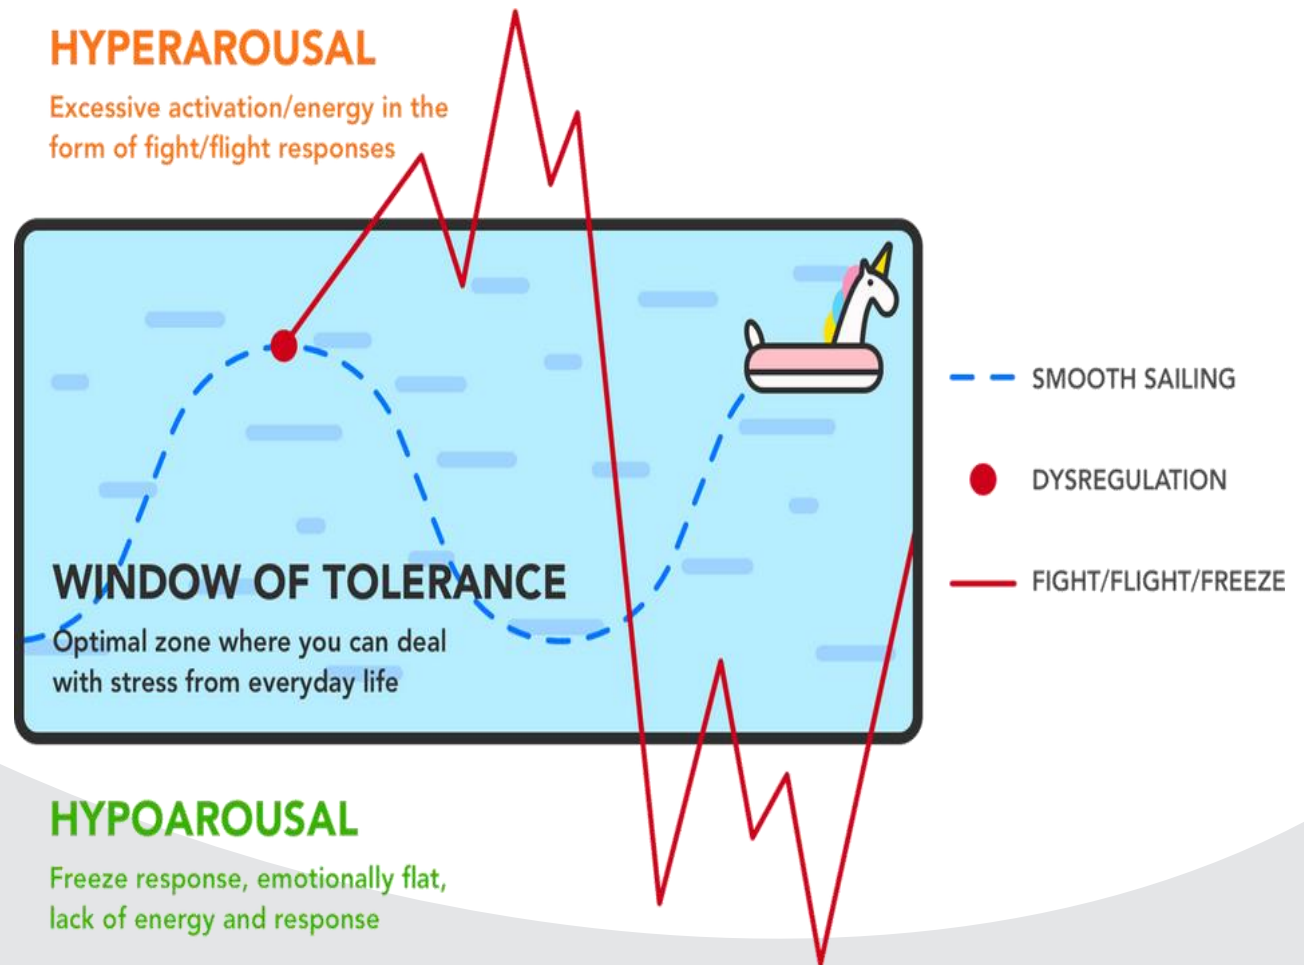 HYPERAROUSAL
Excessive activation/energy in the
form of fight/flight responses
SMOOTH SAILING
DYSREGULATION
FIGHT/FLIGHT/FREEZE
WINDOW OF TOLERANCE
Optimal zone where you can deal
with stress from everyday life
HYPOAROUSAL
Freeze response, emotionally flat,
lack of energy and response